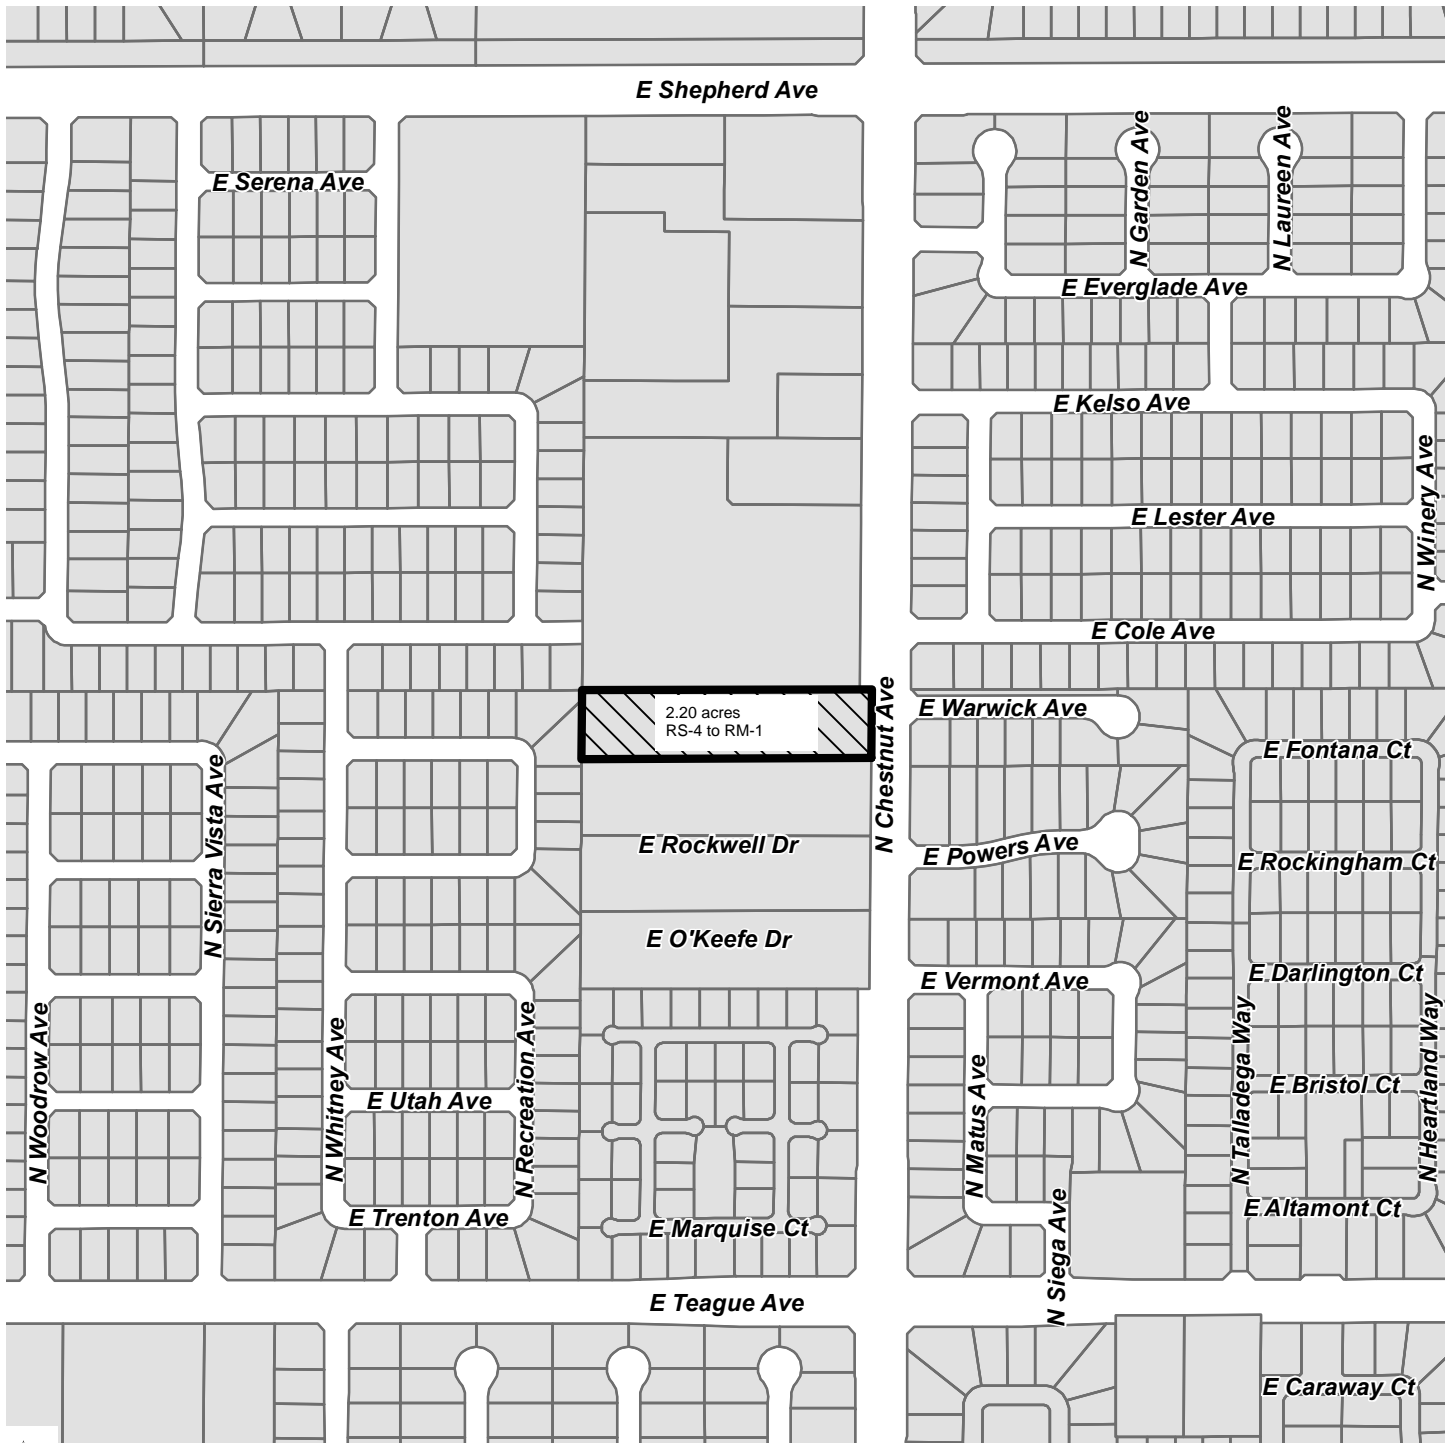 E Shepherd Ave
N Garden Ave
N Laureen Ave
E Serena Ave
E Everglade Ave
E Kelso Ave
N Winery Ave
E Lester Ave
E Cole Ave
N Chestnut Ave
E Warwick Ave
2.20 acres
RS-4 to RM-1
E Fontana Ct
N Sierra Vista Ave
E Rockwell Dr
E Powers Ave
E Rockingham Ct
E O'Keefe Dr
E Vermont Ave
E Darlington Ct
N Woodrow Ave
N Whitney Ave
N Recreation Ave
N Matus Ave
N Talladega Way
N Heartland Way
E Utah Ave
E Bristol Ct
E Trenton Ave
E Marquise Ct
N Siega Ave
E Altamont Ct
E Teague Ave
E Caraway Ct